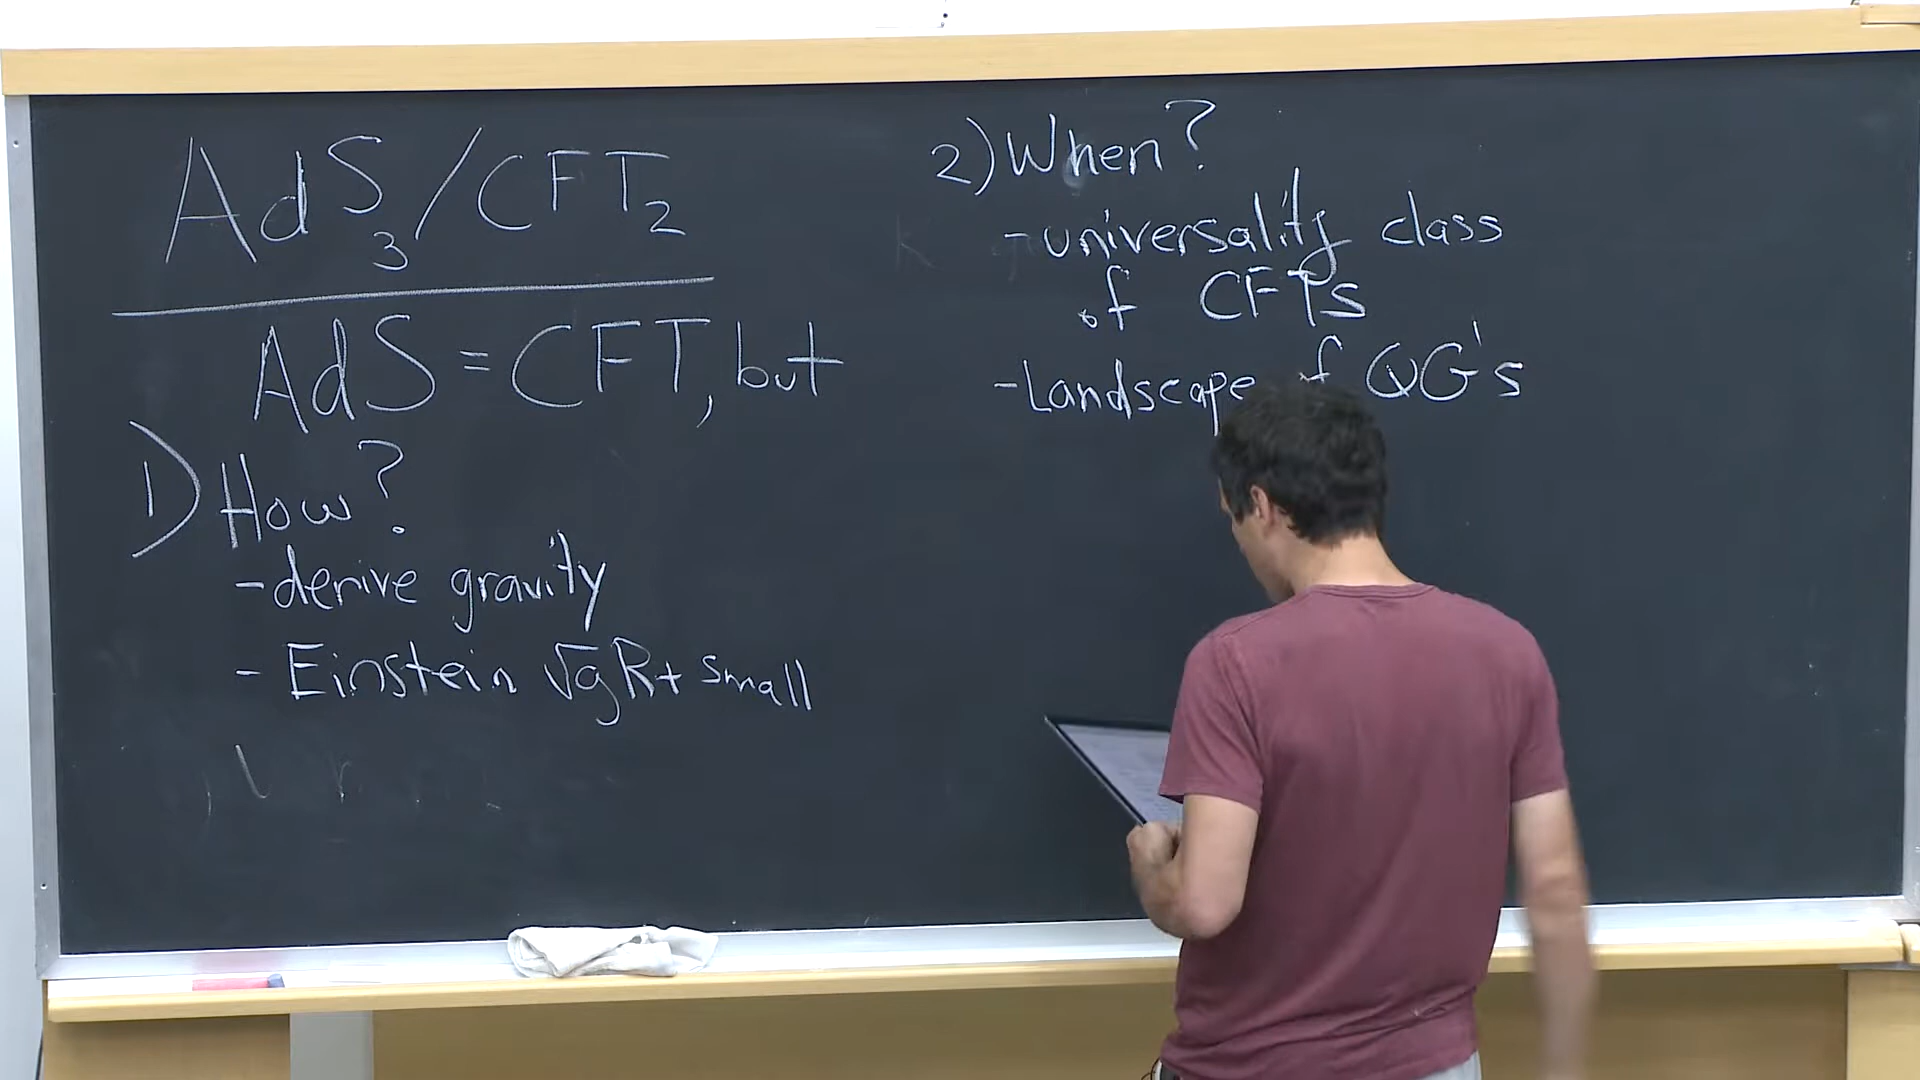 AdS₃/CFT₂
AdS = CFT, but
1) How?
- derive gravity
- Einstein √gR + small
2) When?
- universality class
of CFTs
- Landscape of QG's